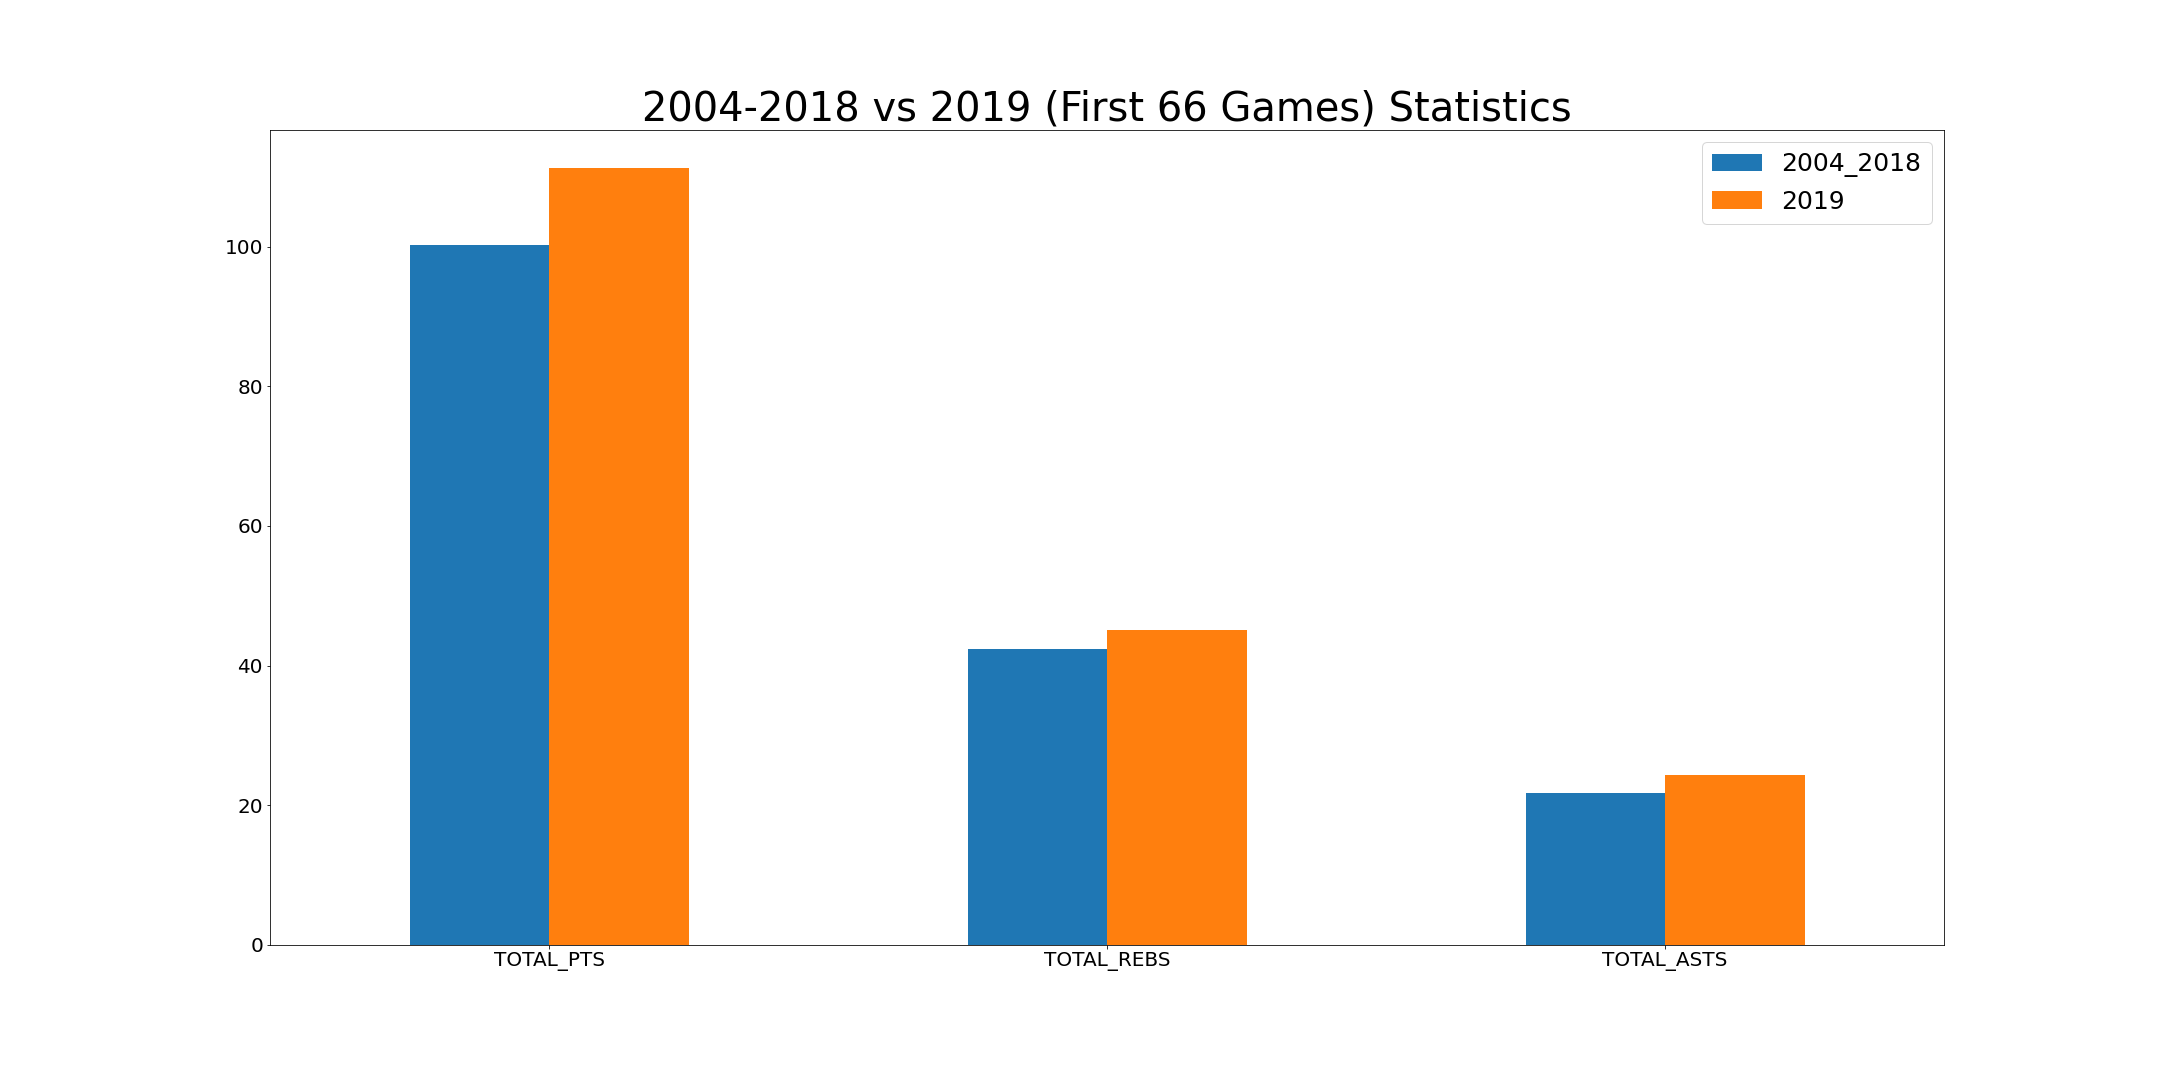 2004-2018 vs 2019 (First 66 Games) Statistics
2004_2018
2019
100
80
60
40
20
0
TOTAL_PTS
TOTAL_REBS
TOTAL_ASTS